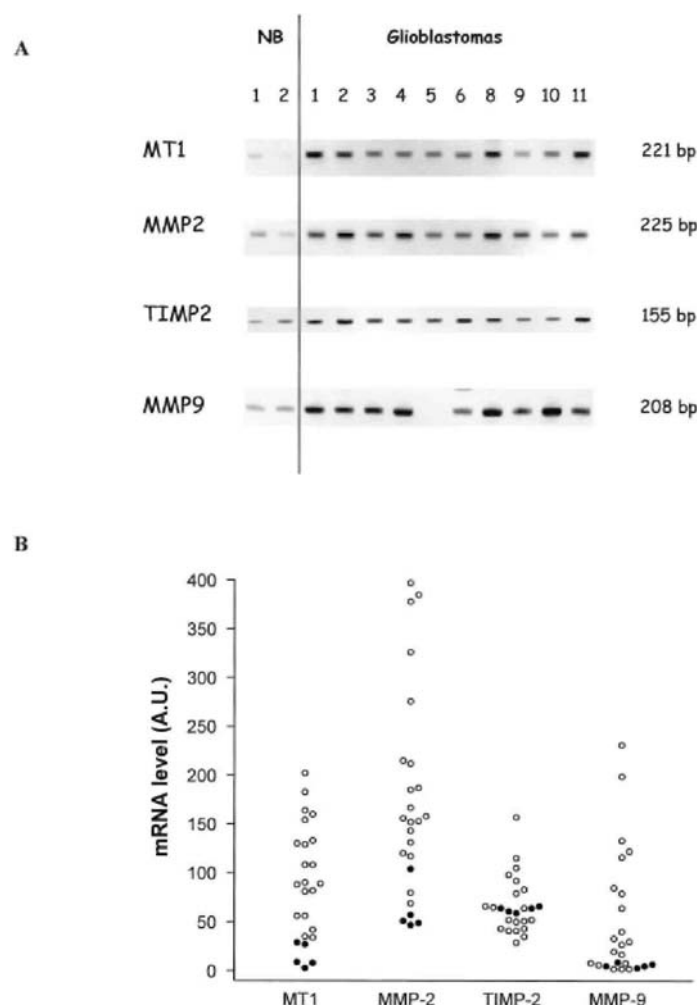 A
NB Glioblastomas
1 2 1 2 3 4 5 6 8 9 10 11
MT1 221 bp
MMP2 225 bp
TIMP2 155 bp
MMP9 208 bp
B
mRNA level (A.U.)
400
350
300
250
200
150
100
50
0
MT1 MMP-2 TIMP-2 MMP-9